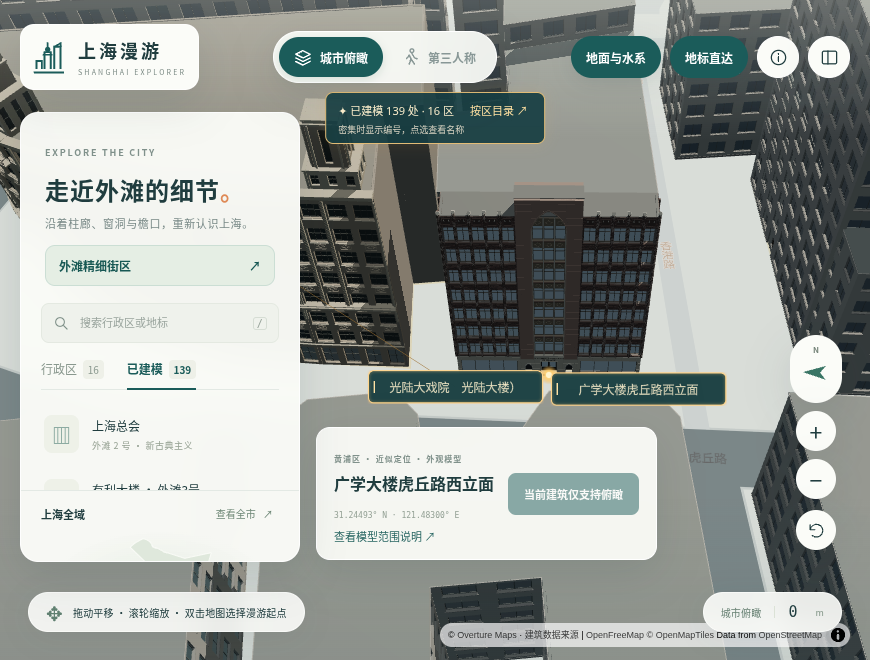 上海漫游
SHANGHAI EXPLORER
城市俯瞰
第三人称
地面与水系
地标直达
✦ 已建模 139 处 · 16 区 按区目录 ↗
密集时显示编号，点选查看名称
EXPLORE THE CITY
走近外滩的细节。
沿着柱廊、窗洞与檐口，重新认识上海。
外滩精细街区 ↗
搜索行政区或地标 /
行政区 16
已建模 139
上海总会
外滩 2 号 · 新古典主义
有利大楼 · 外滩3号
上海全域
查看全市 ↗
光陆大戏院 光陆大楼）
广学大楼虎丘路西立面
黄浦区 · 近似定位 · 外观模型
广学大楼虎丘路西立面
31.24493° N · 121.48300° E
查看模型范围说明 ↗
当前建筑仅支持俯瞰
虎丘路
N
+
−
拖动平移 · 滚轮缩放 · 双击地图选择漫游起点
城市俯瞰 0 m
© Overture Maps · 建筑数据来源 | OpenFreeMap © OpenMapTiles Data from OpenStreetMap